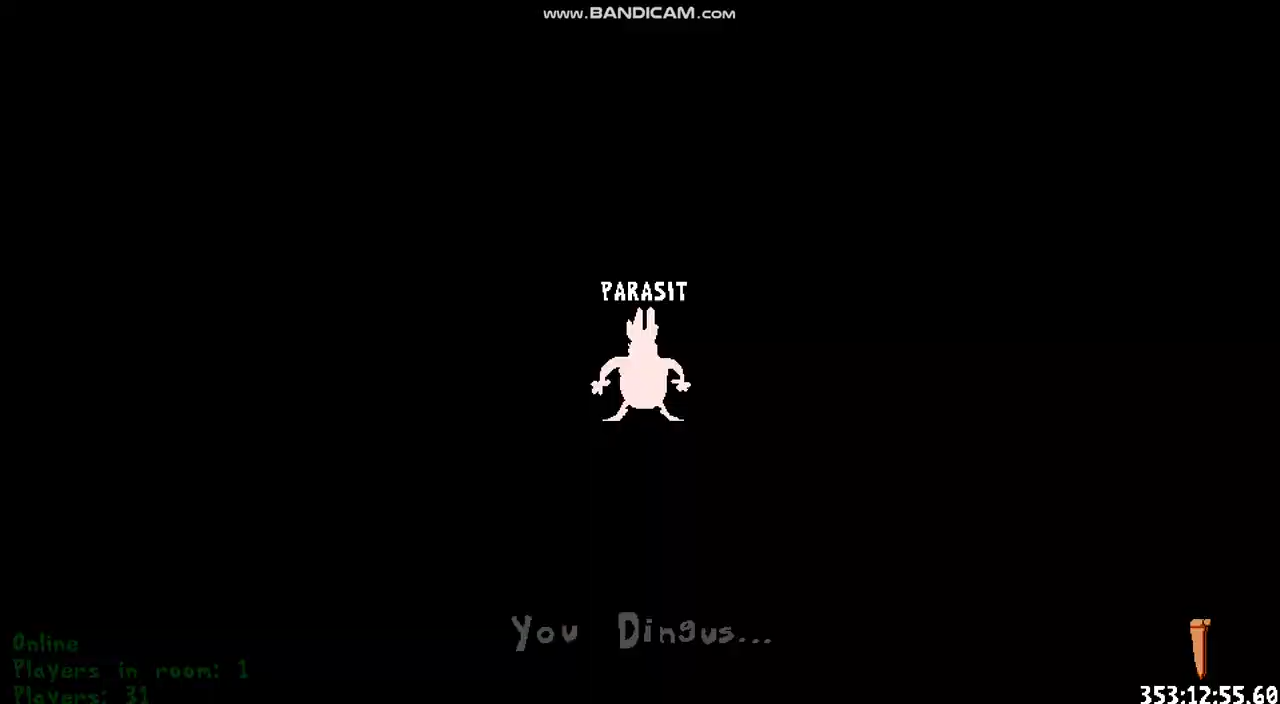 www.BANDICAM.com
PARASIT
You Dingus...
Online
Players in room: 1
Players: 31
353:12:55.60